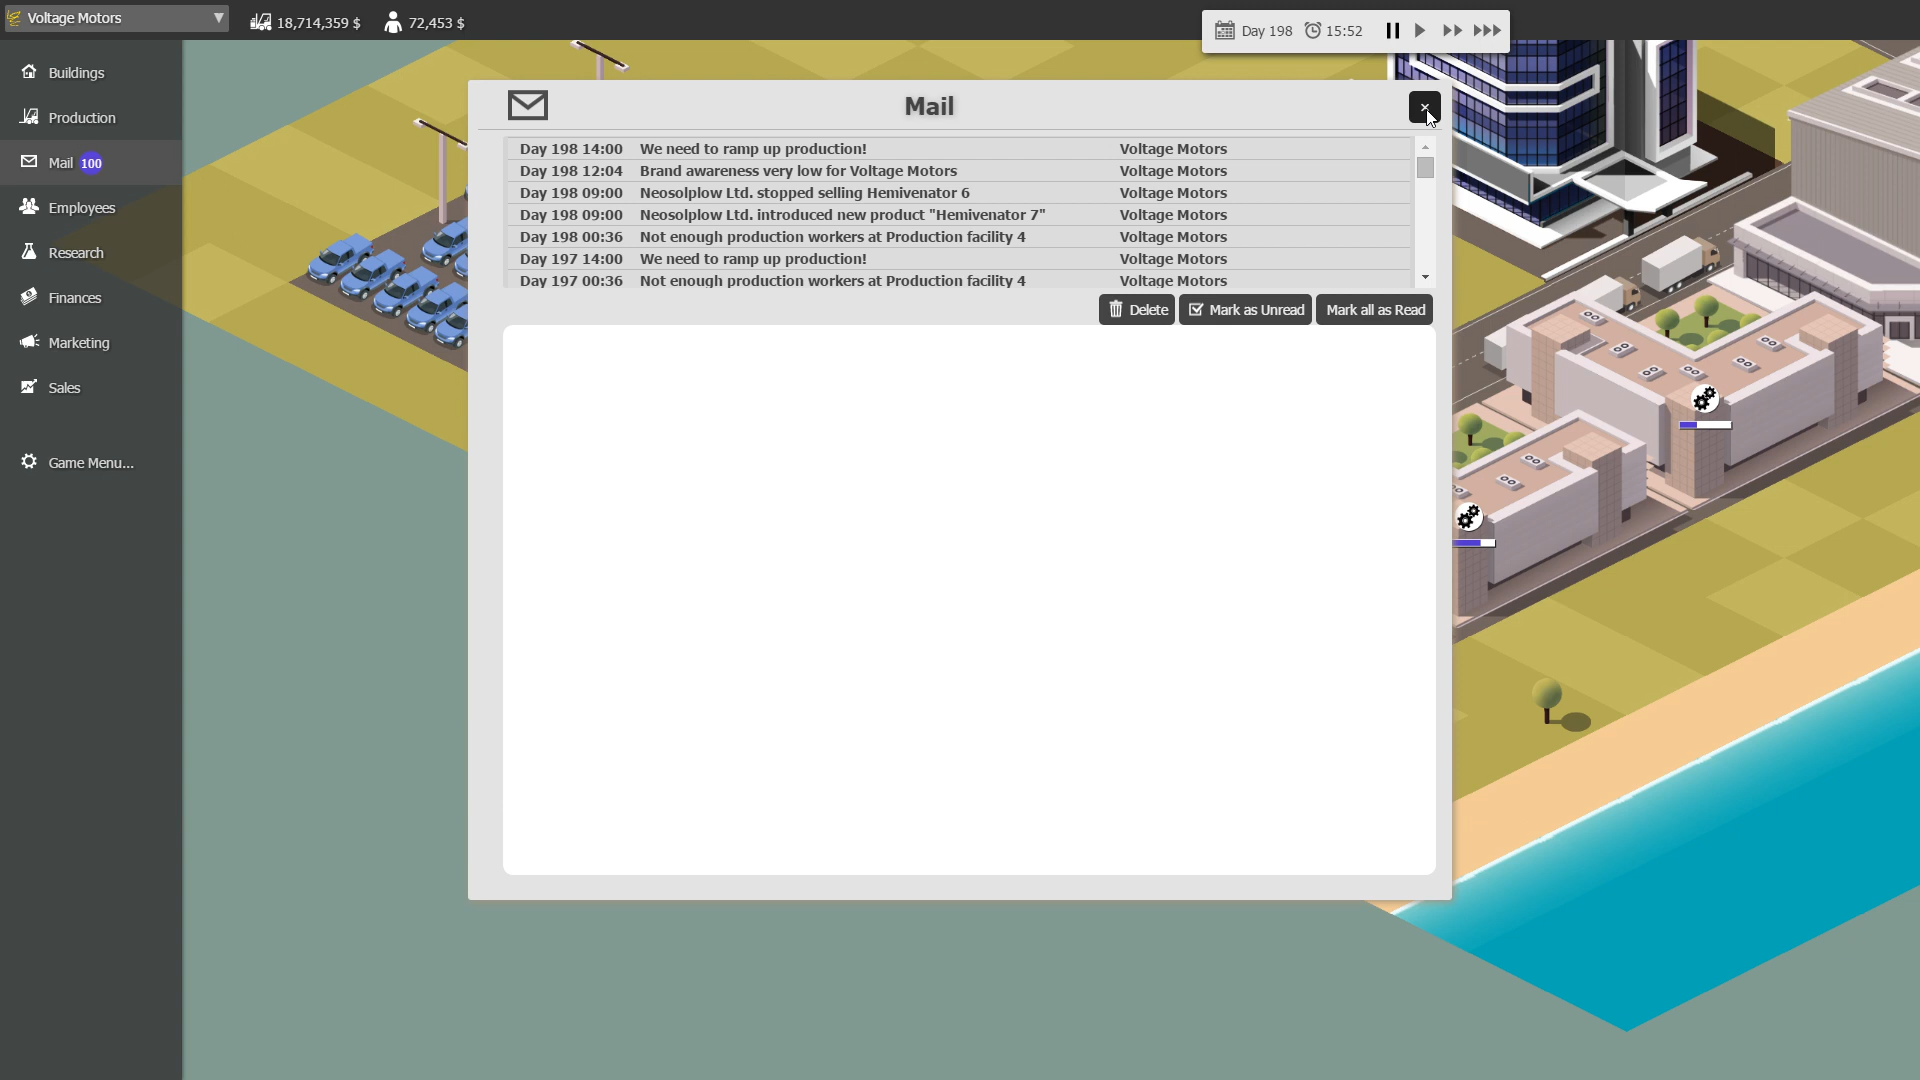 Voltage Motors
18,714,359 $
72,453 $
Day 198
15:52
Buildings
Production
Mail 100
Employees
Research
Finances
Marketing
Sales
Game Menu...
Mail
Day 198 14:00 We need to ramp up production! Voltage Motors
Day 198 12:04 Brand awareness very low for Voltage Motors Voltage Motors
Day 198 09:00 Neosolplow Ltd. stopped selling Hemivenator 6 Voltage Motors
Day 198 09:00 Neosolplow Ltd. introduced new product "Hemivenator 7" Voltage Motors
Day 198 00:36 Not enough production workers at Production facility 4 Voltage Motors
Day 197 14:00 We need to ramp up production! Voltage Motors
Day 197 00:36 Not enough production workers at Production facility 4 Voltage Motors
Delete
Mark as Unread
Mark all as Read